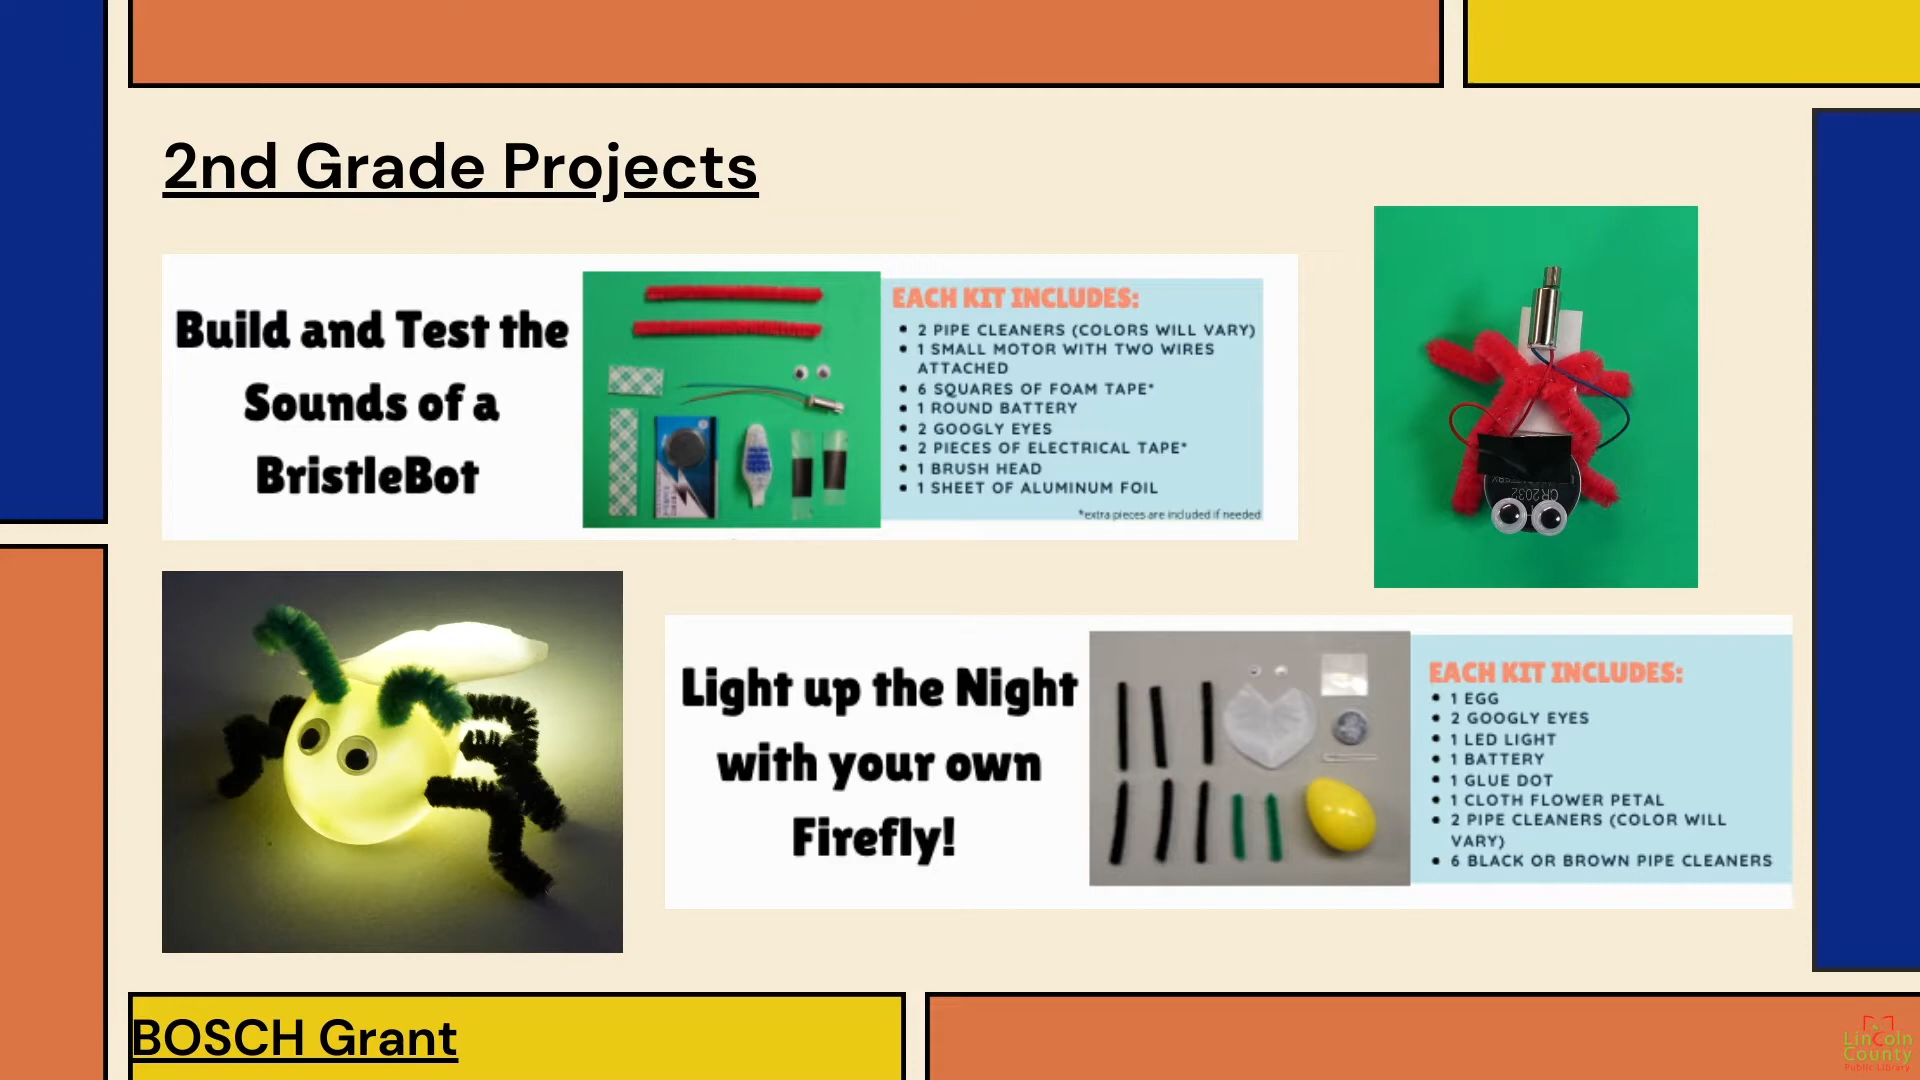 2nd Grade Projects
Build and Test the
Sounds of a
BristleBot
EACH KIT INCLUDES:
• 2 PIPE CLEANERS (COLORS WILL VARY)
• 1 SMALL MOTOR WITH TWO WIRES
ATTACHED
• 6 SQUARES OF FOAM TAPE*
• 1 ROUND BATTERY
• 2 GOOGLY EYES
• 2 PIECES OF ELECTRICAL TAPE*
• 1 BRUSH HEAD
• 1 SHEET OF ALUMINUM FOIL
*extra pieces are included if needed
CR2032
Light up the Night
with your own
Firefly!
EACH KIT INCLUDES:
• 1 EGG
• 2 GOOGLY EYES
• 1 LED LIGHT
• 1 BATTERY
• 1 GLUE DOT
• 1 CLOTH FLOWER PETAL
• 2 PIPE CLEANERS (COLOR WILL
VARY)
• 6 BLACK OR BROWN PIPE CLEANERS
BOSCH Grant
LinColn
County
Public Library